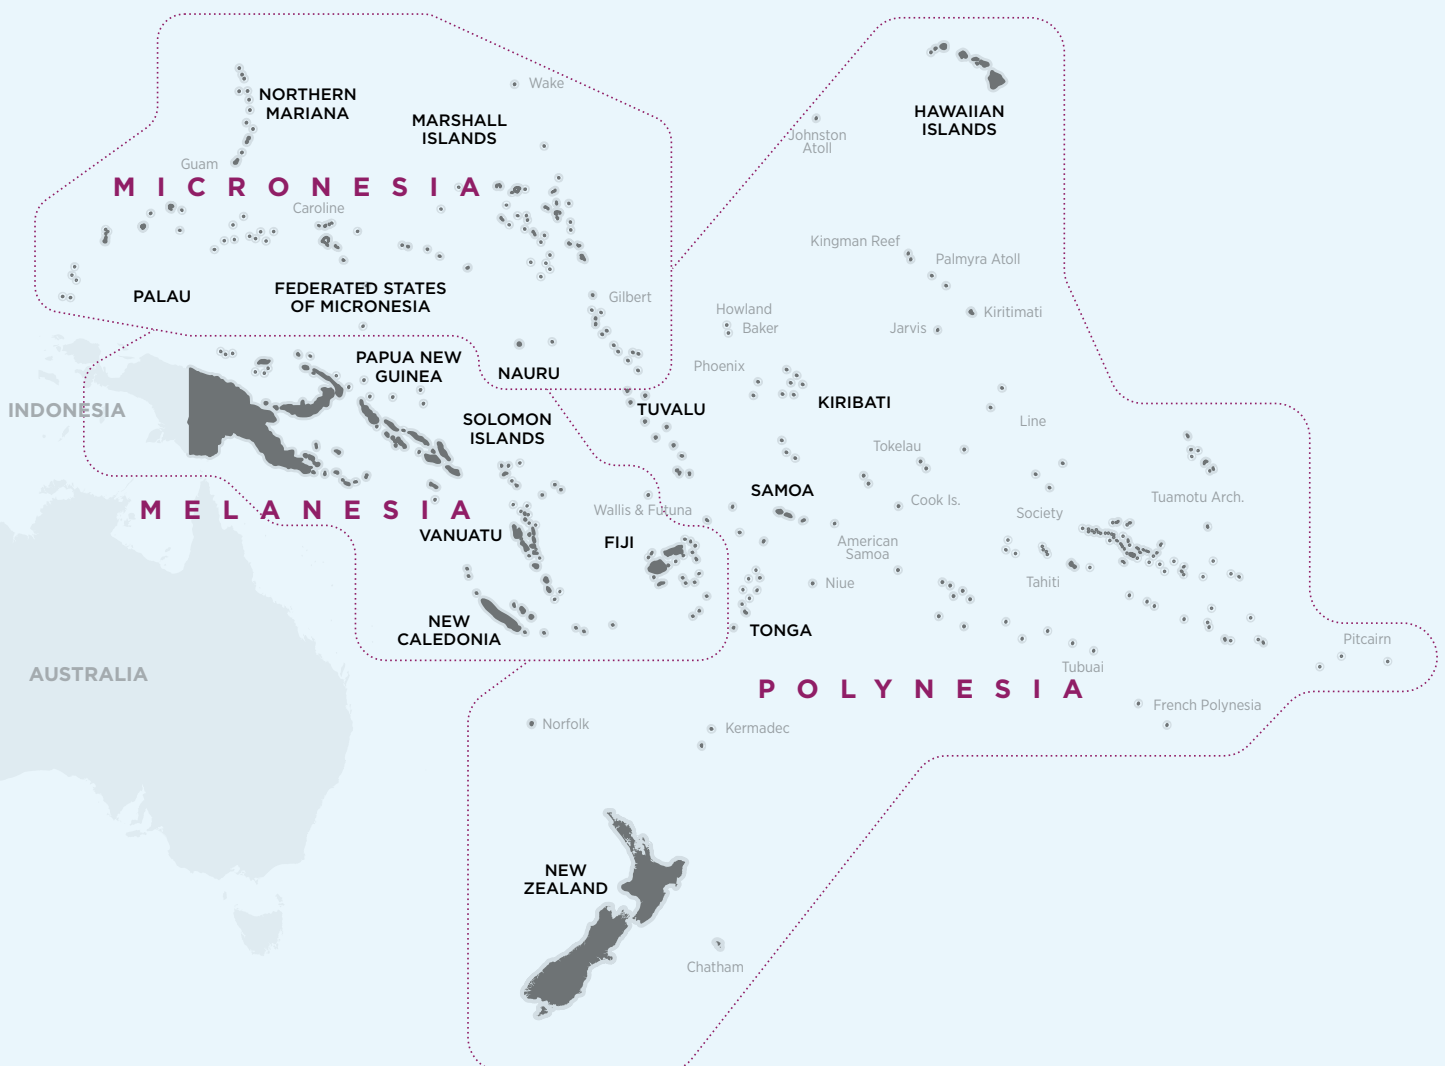 Wake
NORTHERN
MARIANA
MARSHALL
ISLANDS
HAWAIIAN
ISLANDS
Johnston
Atoll
Guam
MICRONESIA
Caroline
Kingman Reef
Palmyra Atoll
PALAU
FEDERATED STATES
OF MICRONESIA
Gilbert
Howland
Baker
Kiritimati
Jarvis
PAPUA NEW
GUINEA
NAURU
Phoenix
INDONESIA
TUVALU
KIRIBATI
SOLOMON
ISLANDS
Line
Tokelau
SAMOA
Tuamotu Arch.
MELANESIA
Wallis & Futuna
Cook Is.
Society
VANUATU
FIJI
American
Samoa
Niue
Tahiti
NEW
CALEDONIA
TONGA
Pitcairn
AUSTRALIA
Tubuai
POLYNESIA
French Polynesia
Norfolk
Kermadec
NEW
ZEALAND
Chatham